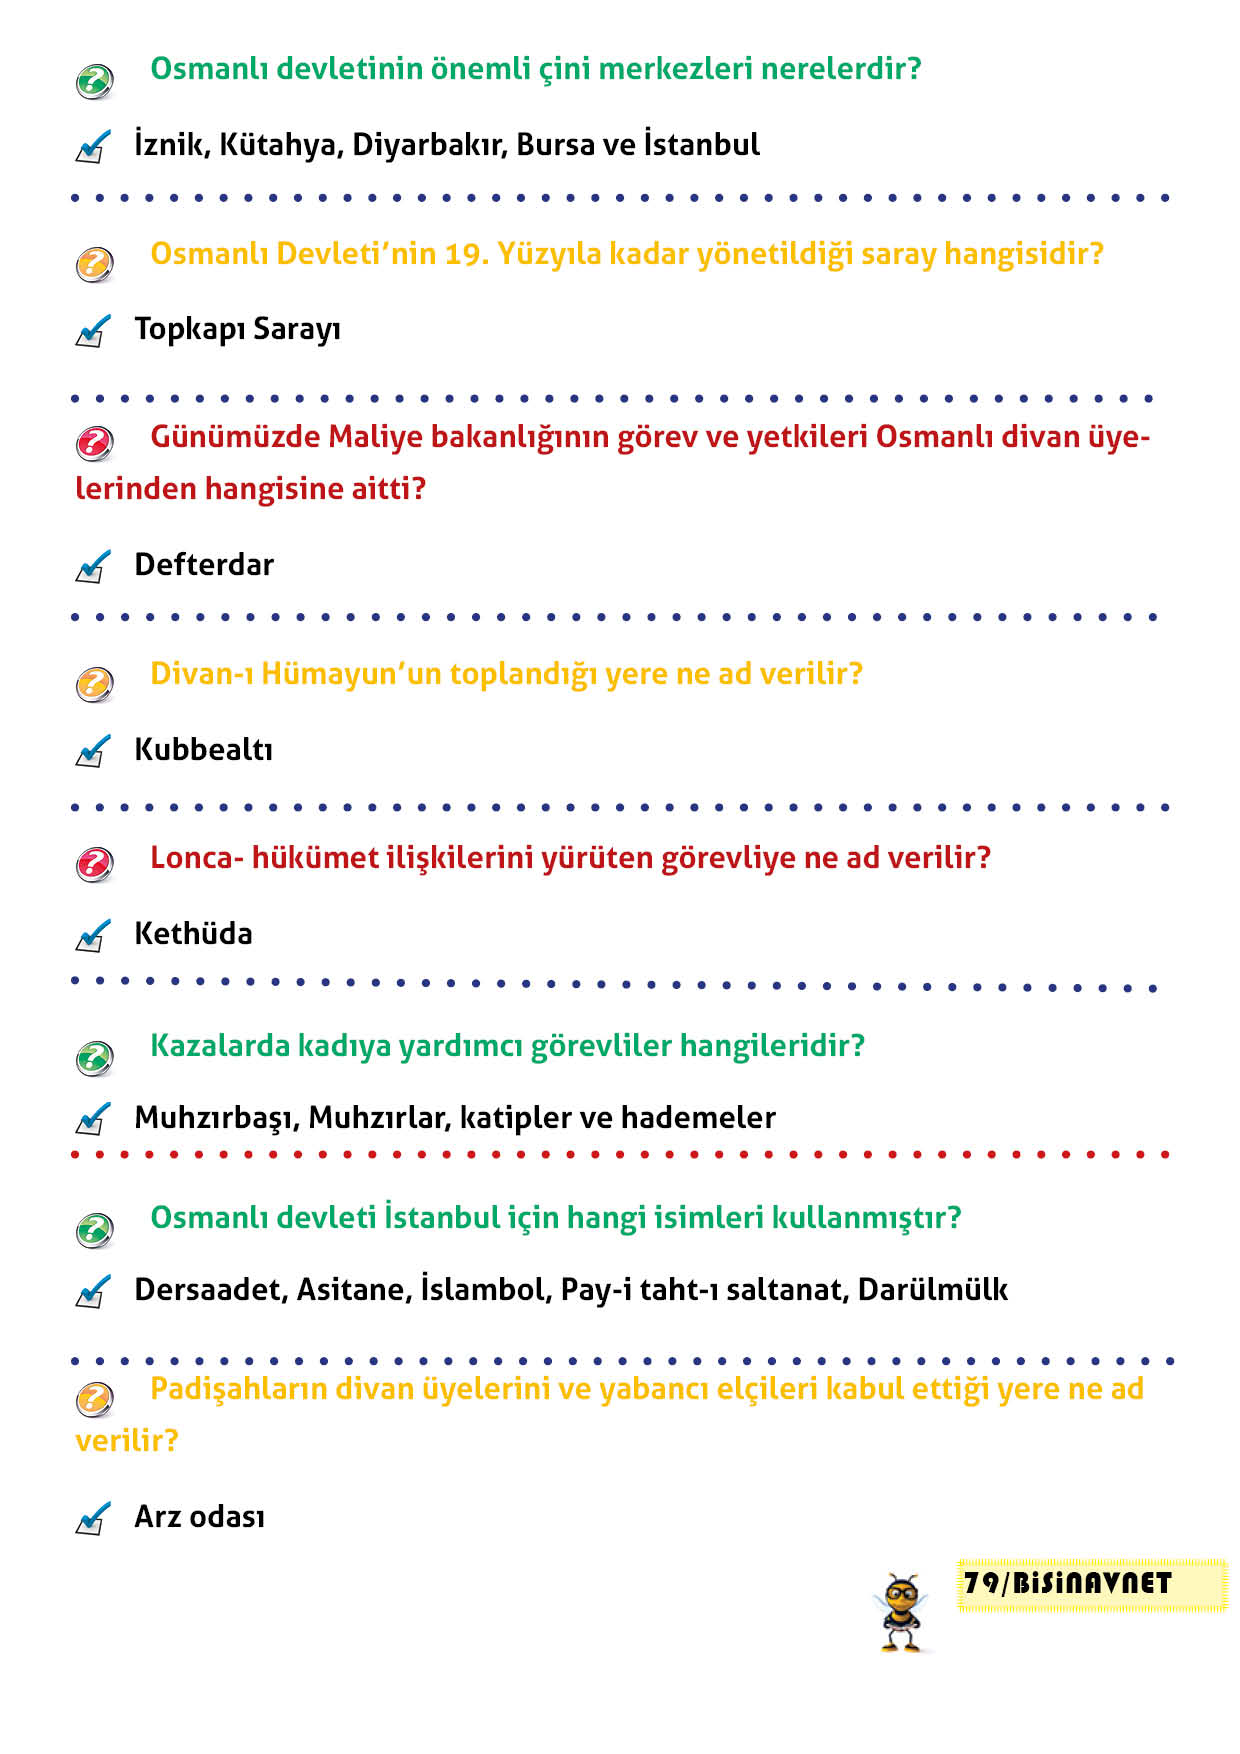 Osmanlı devletinin önemli çini merkezleri nerelerdir?
İznik, Kütahya, Diyarbakır, Bursa ve İstanbul
Osmanlı Devleti’nin 19. Yüzyıla kadar yönetildiği saray hangisidir?
Topkapı Sarayı
Günümüzde Maliye bakanlığının görev ve yetkileri Osmanlı divan üye-
lerinden hangisine aitti?
Defterdar
Divan-ı Hümayun’un toplandığı yere ne ad verilir?
Kubbealtı
Lonca- hükümet ilişkilerini yürüten görevliye ne ad verilir?
Kethüda
Kazalarda kadıya yardımcı görevliler hangileridir?
Muhzırbaşı, Muhzırlar, katipler ve hademeler
Osmanlı devleti İstanbul için hangi isimleri kullanmıştır?
Dersaadet, Asitane, İslambol, Pay-i taht-ı saltanat, Darülmülk
Padişahların divan üyelerini ve yabancı elçileri kabul ettiği yere ne ad
verilir?
Arz odası
79/BiSiNAVNET